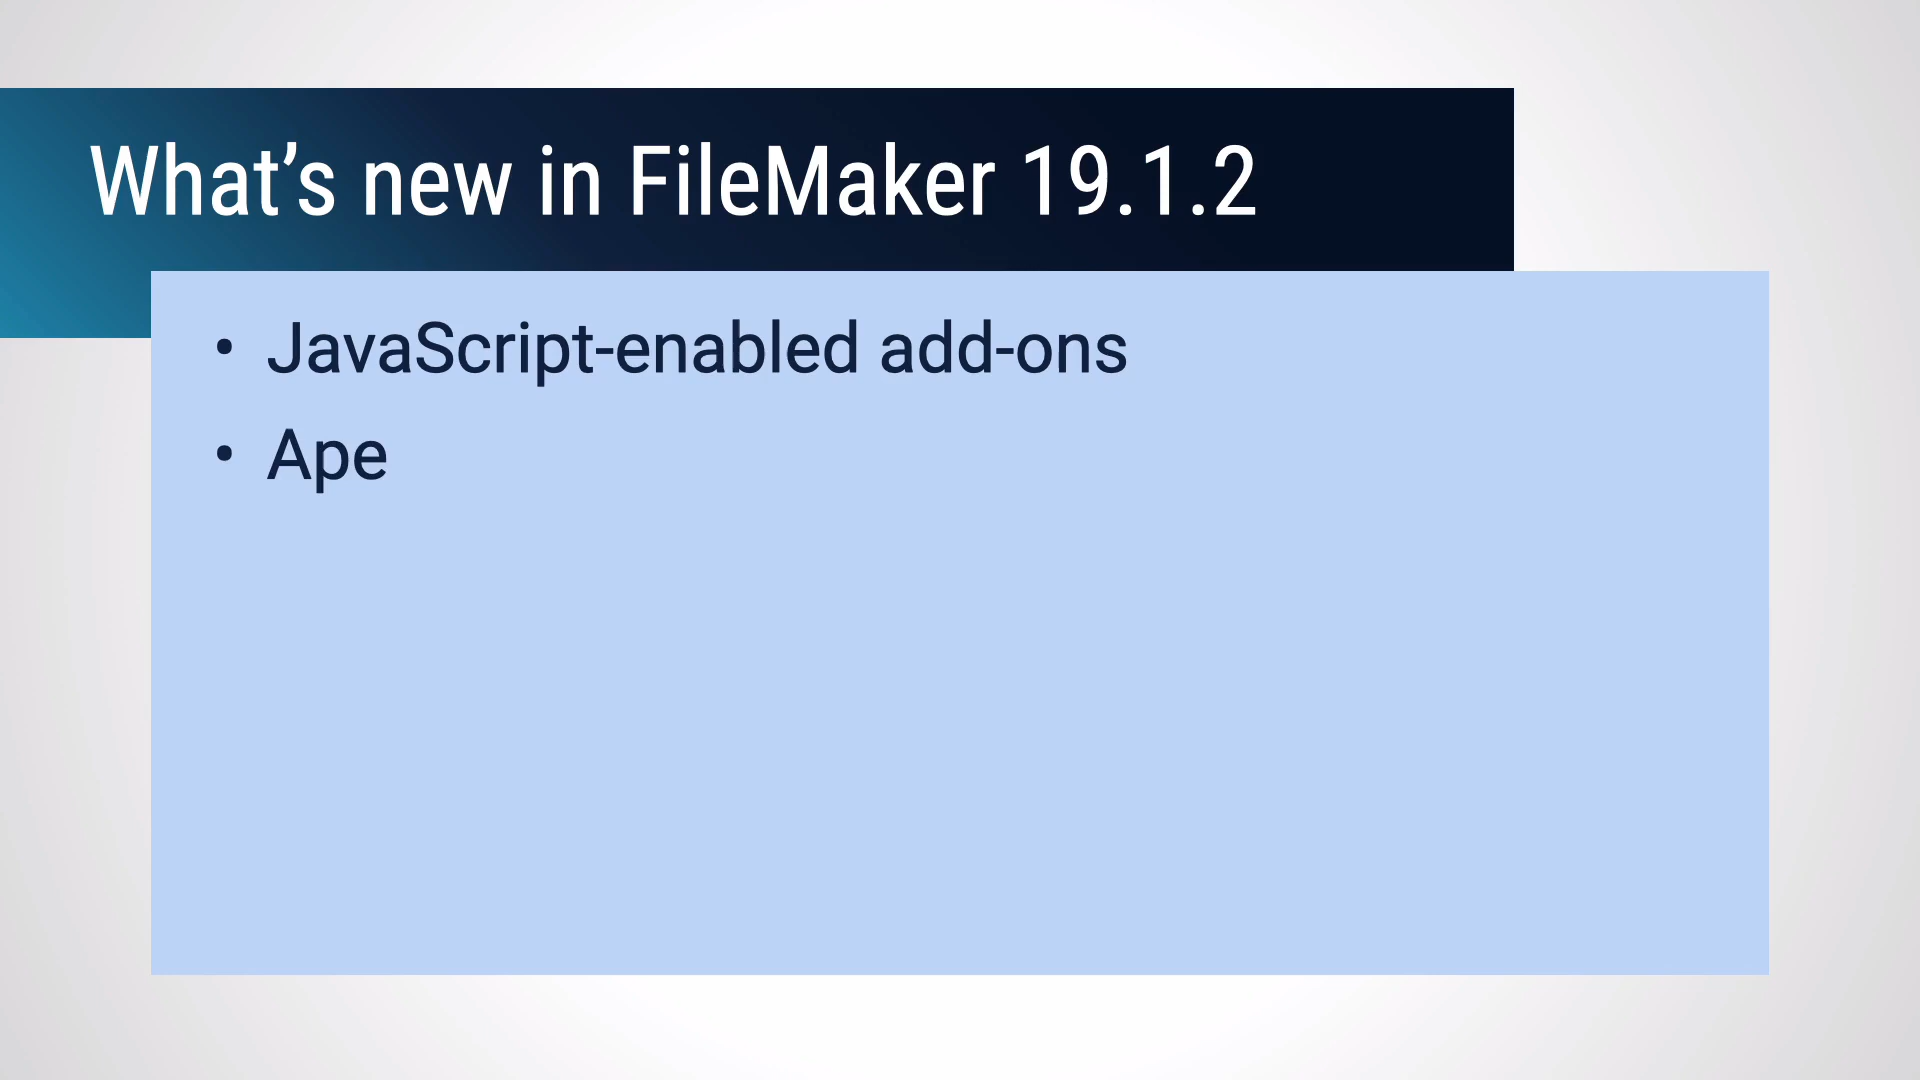 What’s new in FileMaker 19.1.2
• JavaScript-enabled add-ons
• Ape